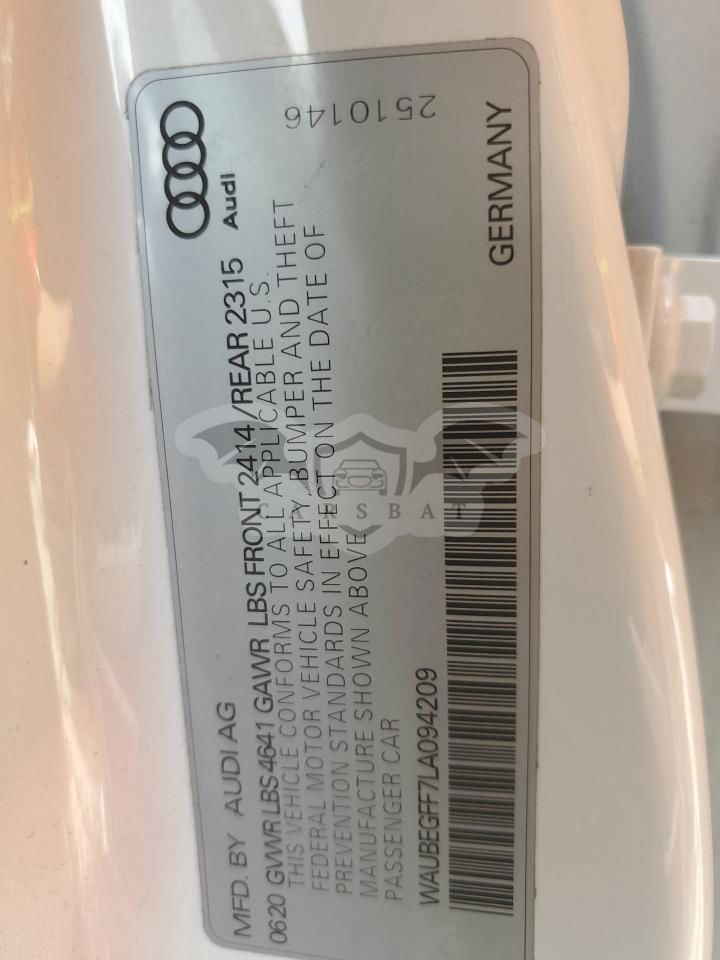 MFD. BY AUDI AG
0620 GVWR LBS 4641 GAWR LBS FRONT 2414 / REAR 2315
THIS VEHICLE CONFORMS TO ALL APPLICABLE U.S.
FEDERAL MOTOR VEHICLE SAFETY, BUMPER AND THEFT
PREVENTION STANDARDS IN EFFECT ON THE DATE OF
MANUFACTURE SHOWN ABOVE
PASSENGER CAR
WAUBEGFF7LA094209
Audi
2510146
GERMANY
CARSBAT